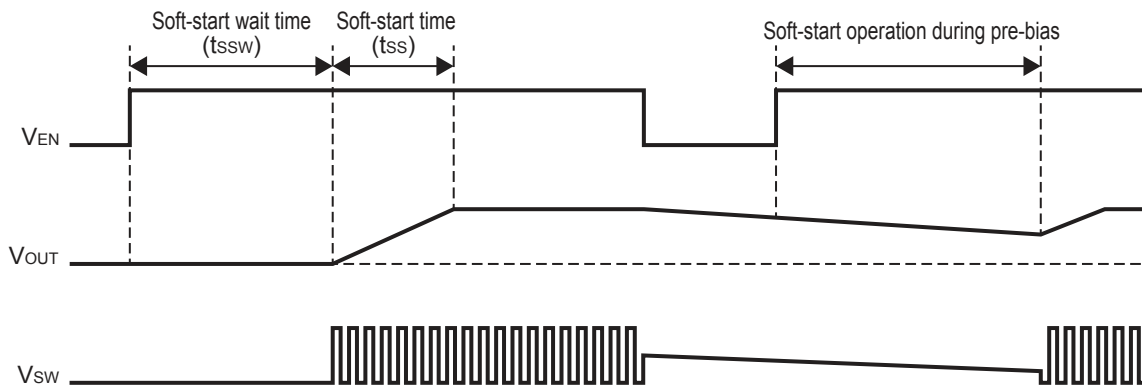 Soft-start wait time
(tssw)
Soft-start time
(tss)
Soft-start operation during pre-bias
VEN
VOUT
VSW